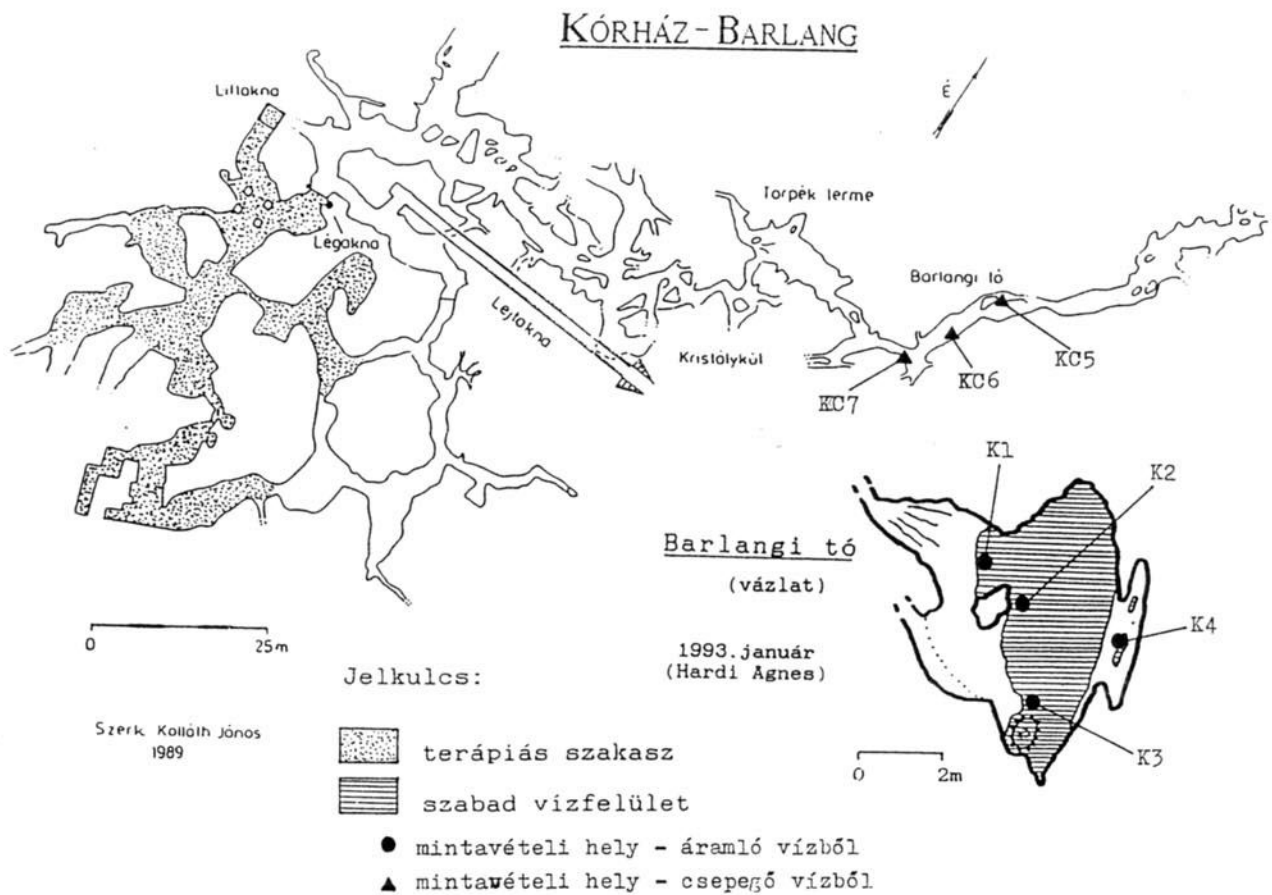 KÓRHÁZ-BARLANG
É
Liftakna
Törpék terme
Légakna
Barlangi tó
Lejtakna
Kristálykút
KC5
KC6
KC7
K1
K2
Barlangi tó
(vázlat)
K4
0 25m
1993.január
(Hardi Ágnes)
Jelkulcs:
Szerk. Kolláth János
1989
K3
0 2m
terápiás szakasz
szabad vízfelület
mintavételi hely - áramló vízből
mintavételi hely - csepegő vízből